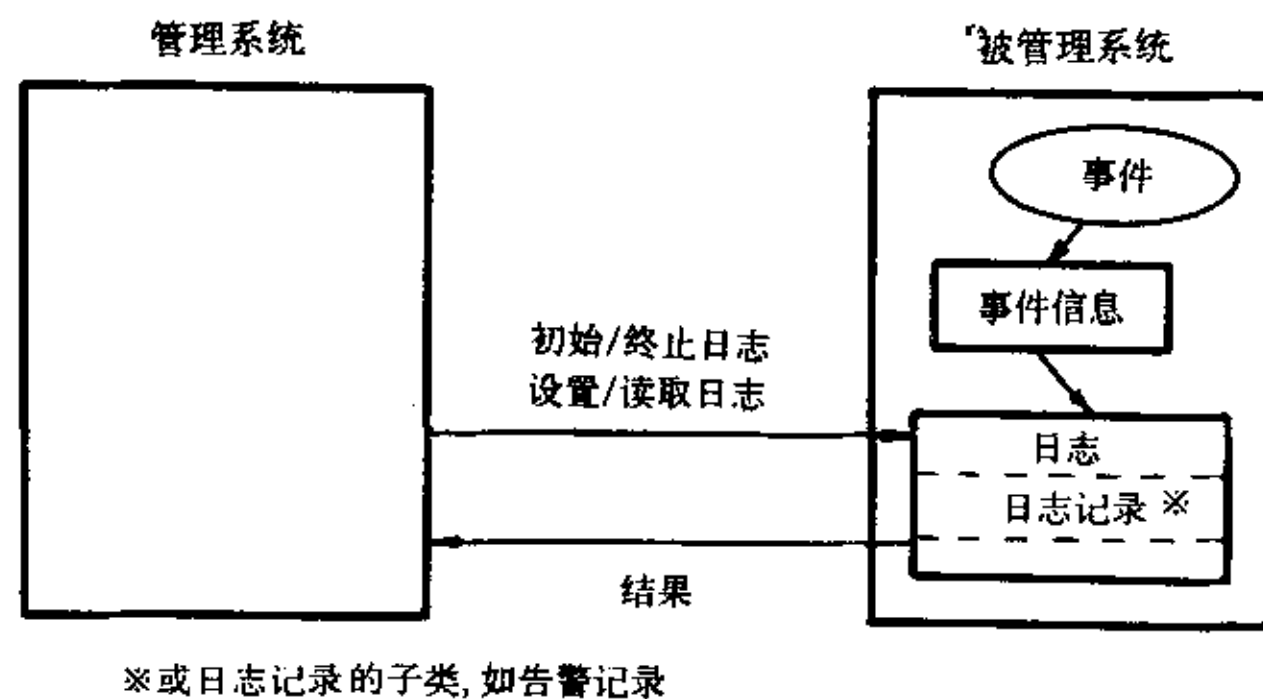 管理系统
被管理系统
事件
事件信息
初始/终止日志
设置/读取日志
日志
日志记录 ※
结果
※或日志记录的子类, 如告警记录